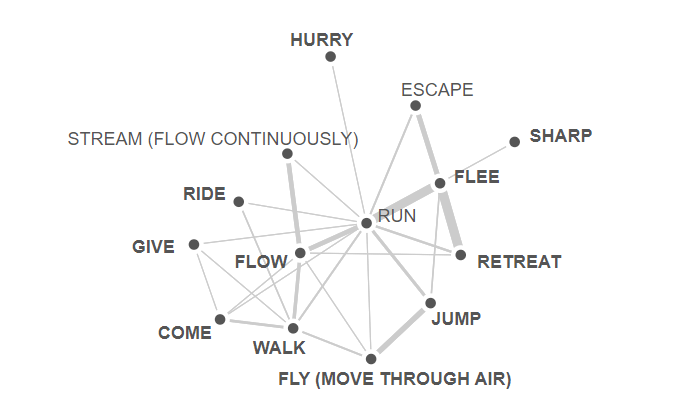 HURRY
ESCAPE
STREAM (FLOW CONTINUOUSLY)
SHARP
FLEE
RIDE
RUN
GIVE
FLOW
RETREAT
JUMP
COME
WALK
FLY (MOVE THROUGH AIR)